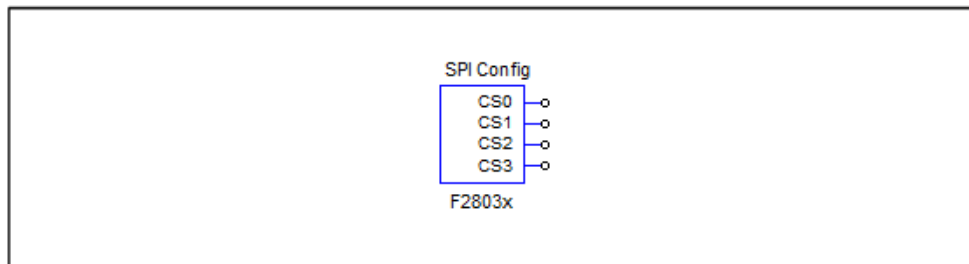 SPI Config
CS0
CS1
CS2
CS3
F2803x